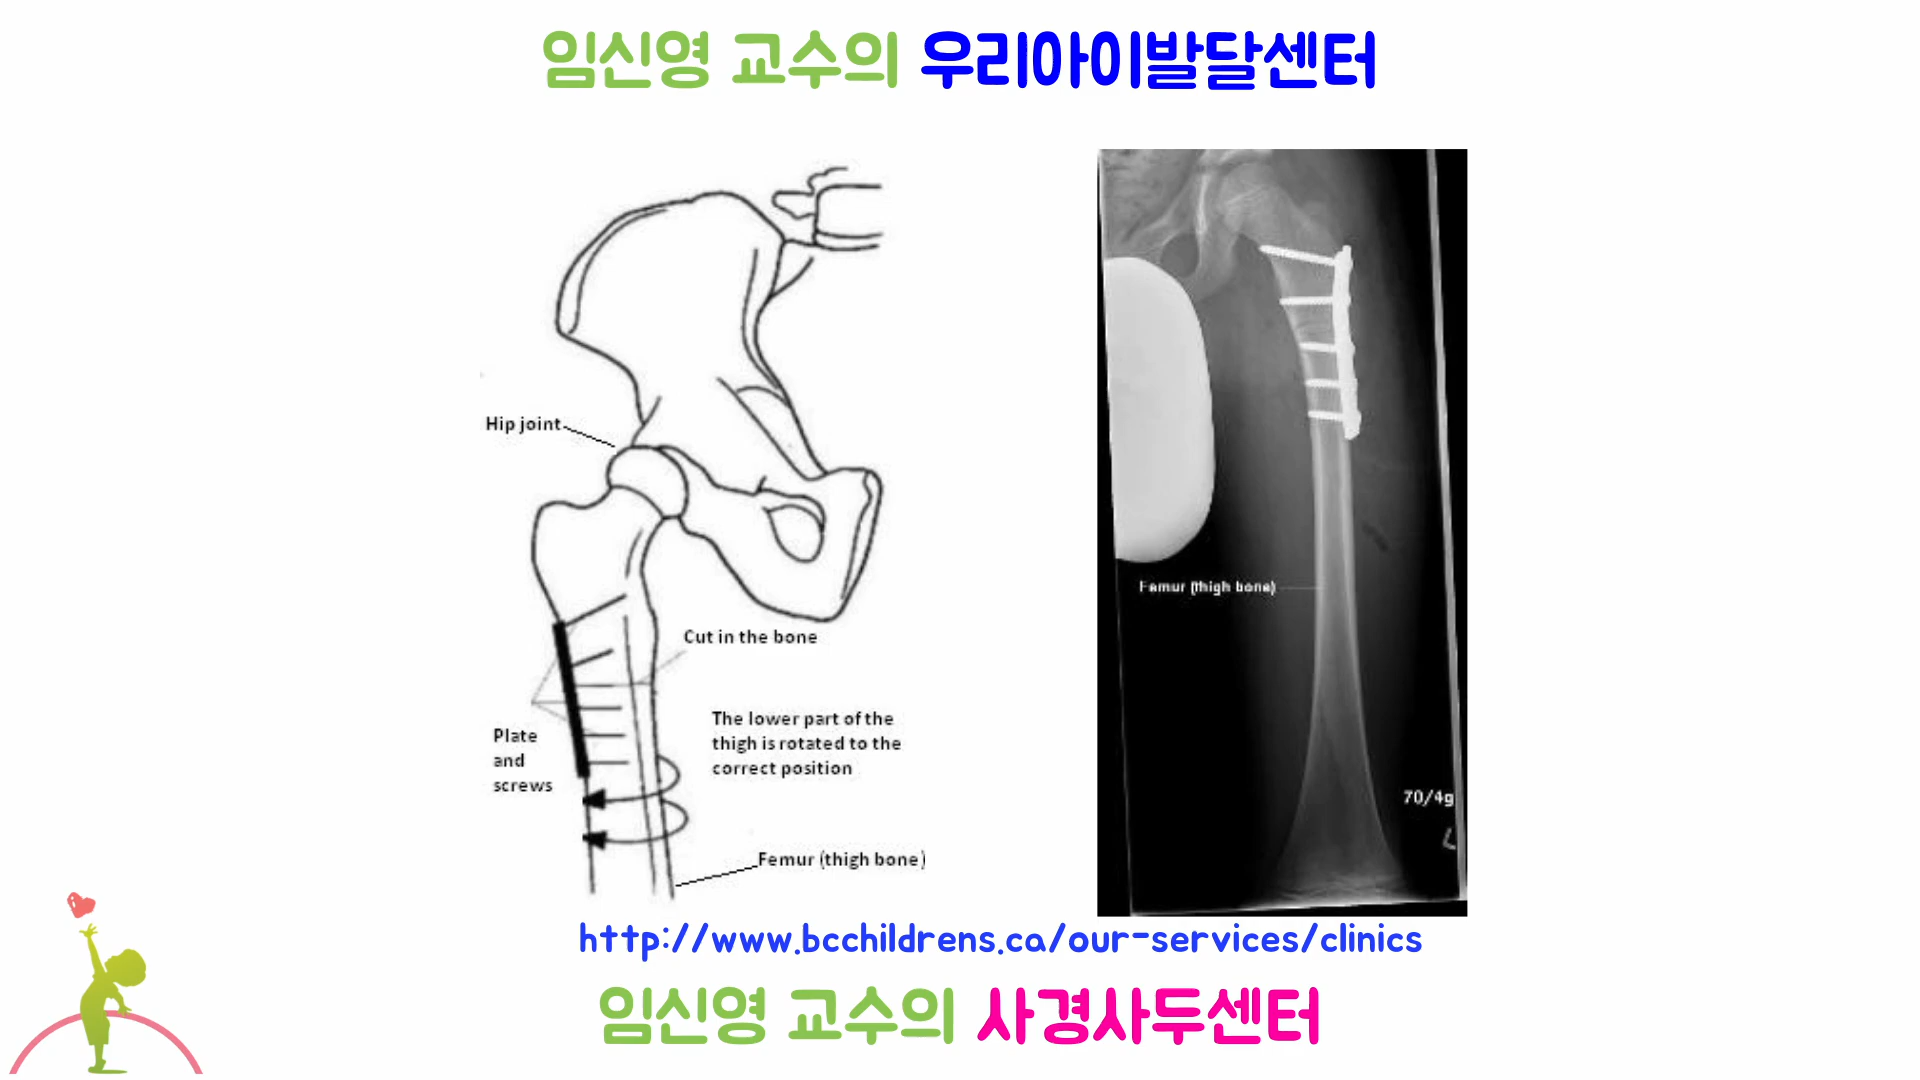 임신영 교수의 우리아이발달센터
Hip joint
Cut in the bone
Plate
and
screws
The lower part of the
thigh is rotated to the
correct position
Femur (thigh bone)
Femur (thigh bone)
70/4g
L
http://www.bcchildrens.ca/our-services/clinics
임신영 교수의 사경사두센터